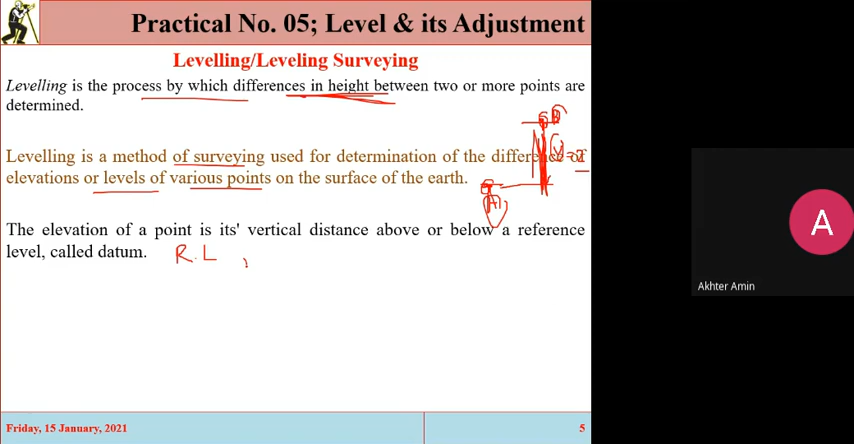 Practical No. 05; Level & its Adjustment
Levelling/Leveling Surveying
Levelling is the process by which differences in height between two or more points are
determined.
Levelling is a method of surveying used for determination of the difference of
elevations or levels of various points on the surface of the earth.
The elevation of a point is its' vertical distance above or below a reference
level, called datum. R.L
A
Akhter Amin
Friday, 15 January, 2021
5